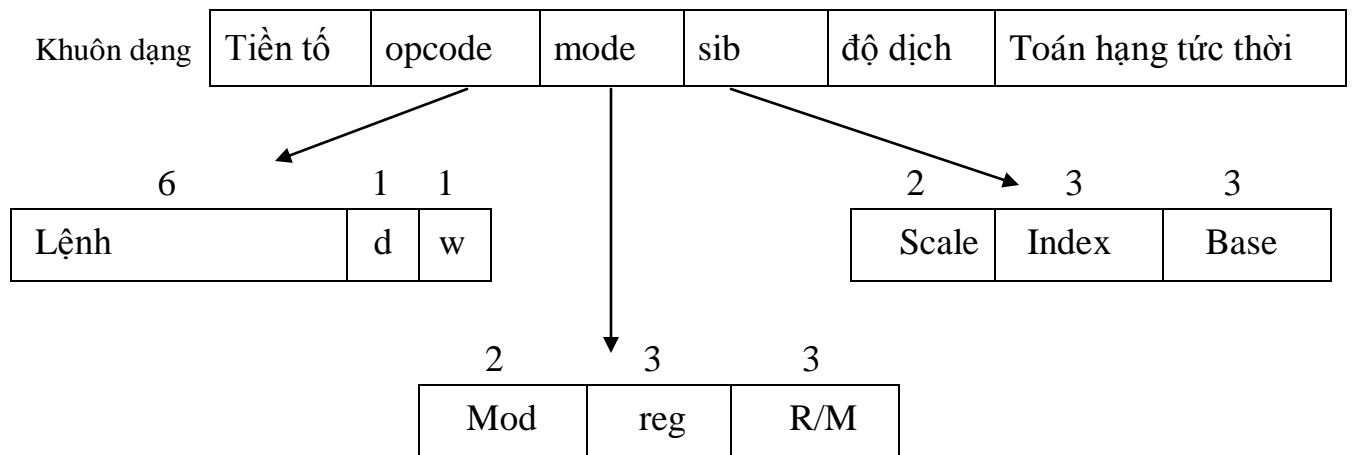 Khuôn dạng Tiền tố opcode mode sib độ dịch Toán hạng tức thời
6 1 1 2 3 3
Lệnh d w Scale Index Base
2 3 3
Mod reg R/M